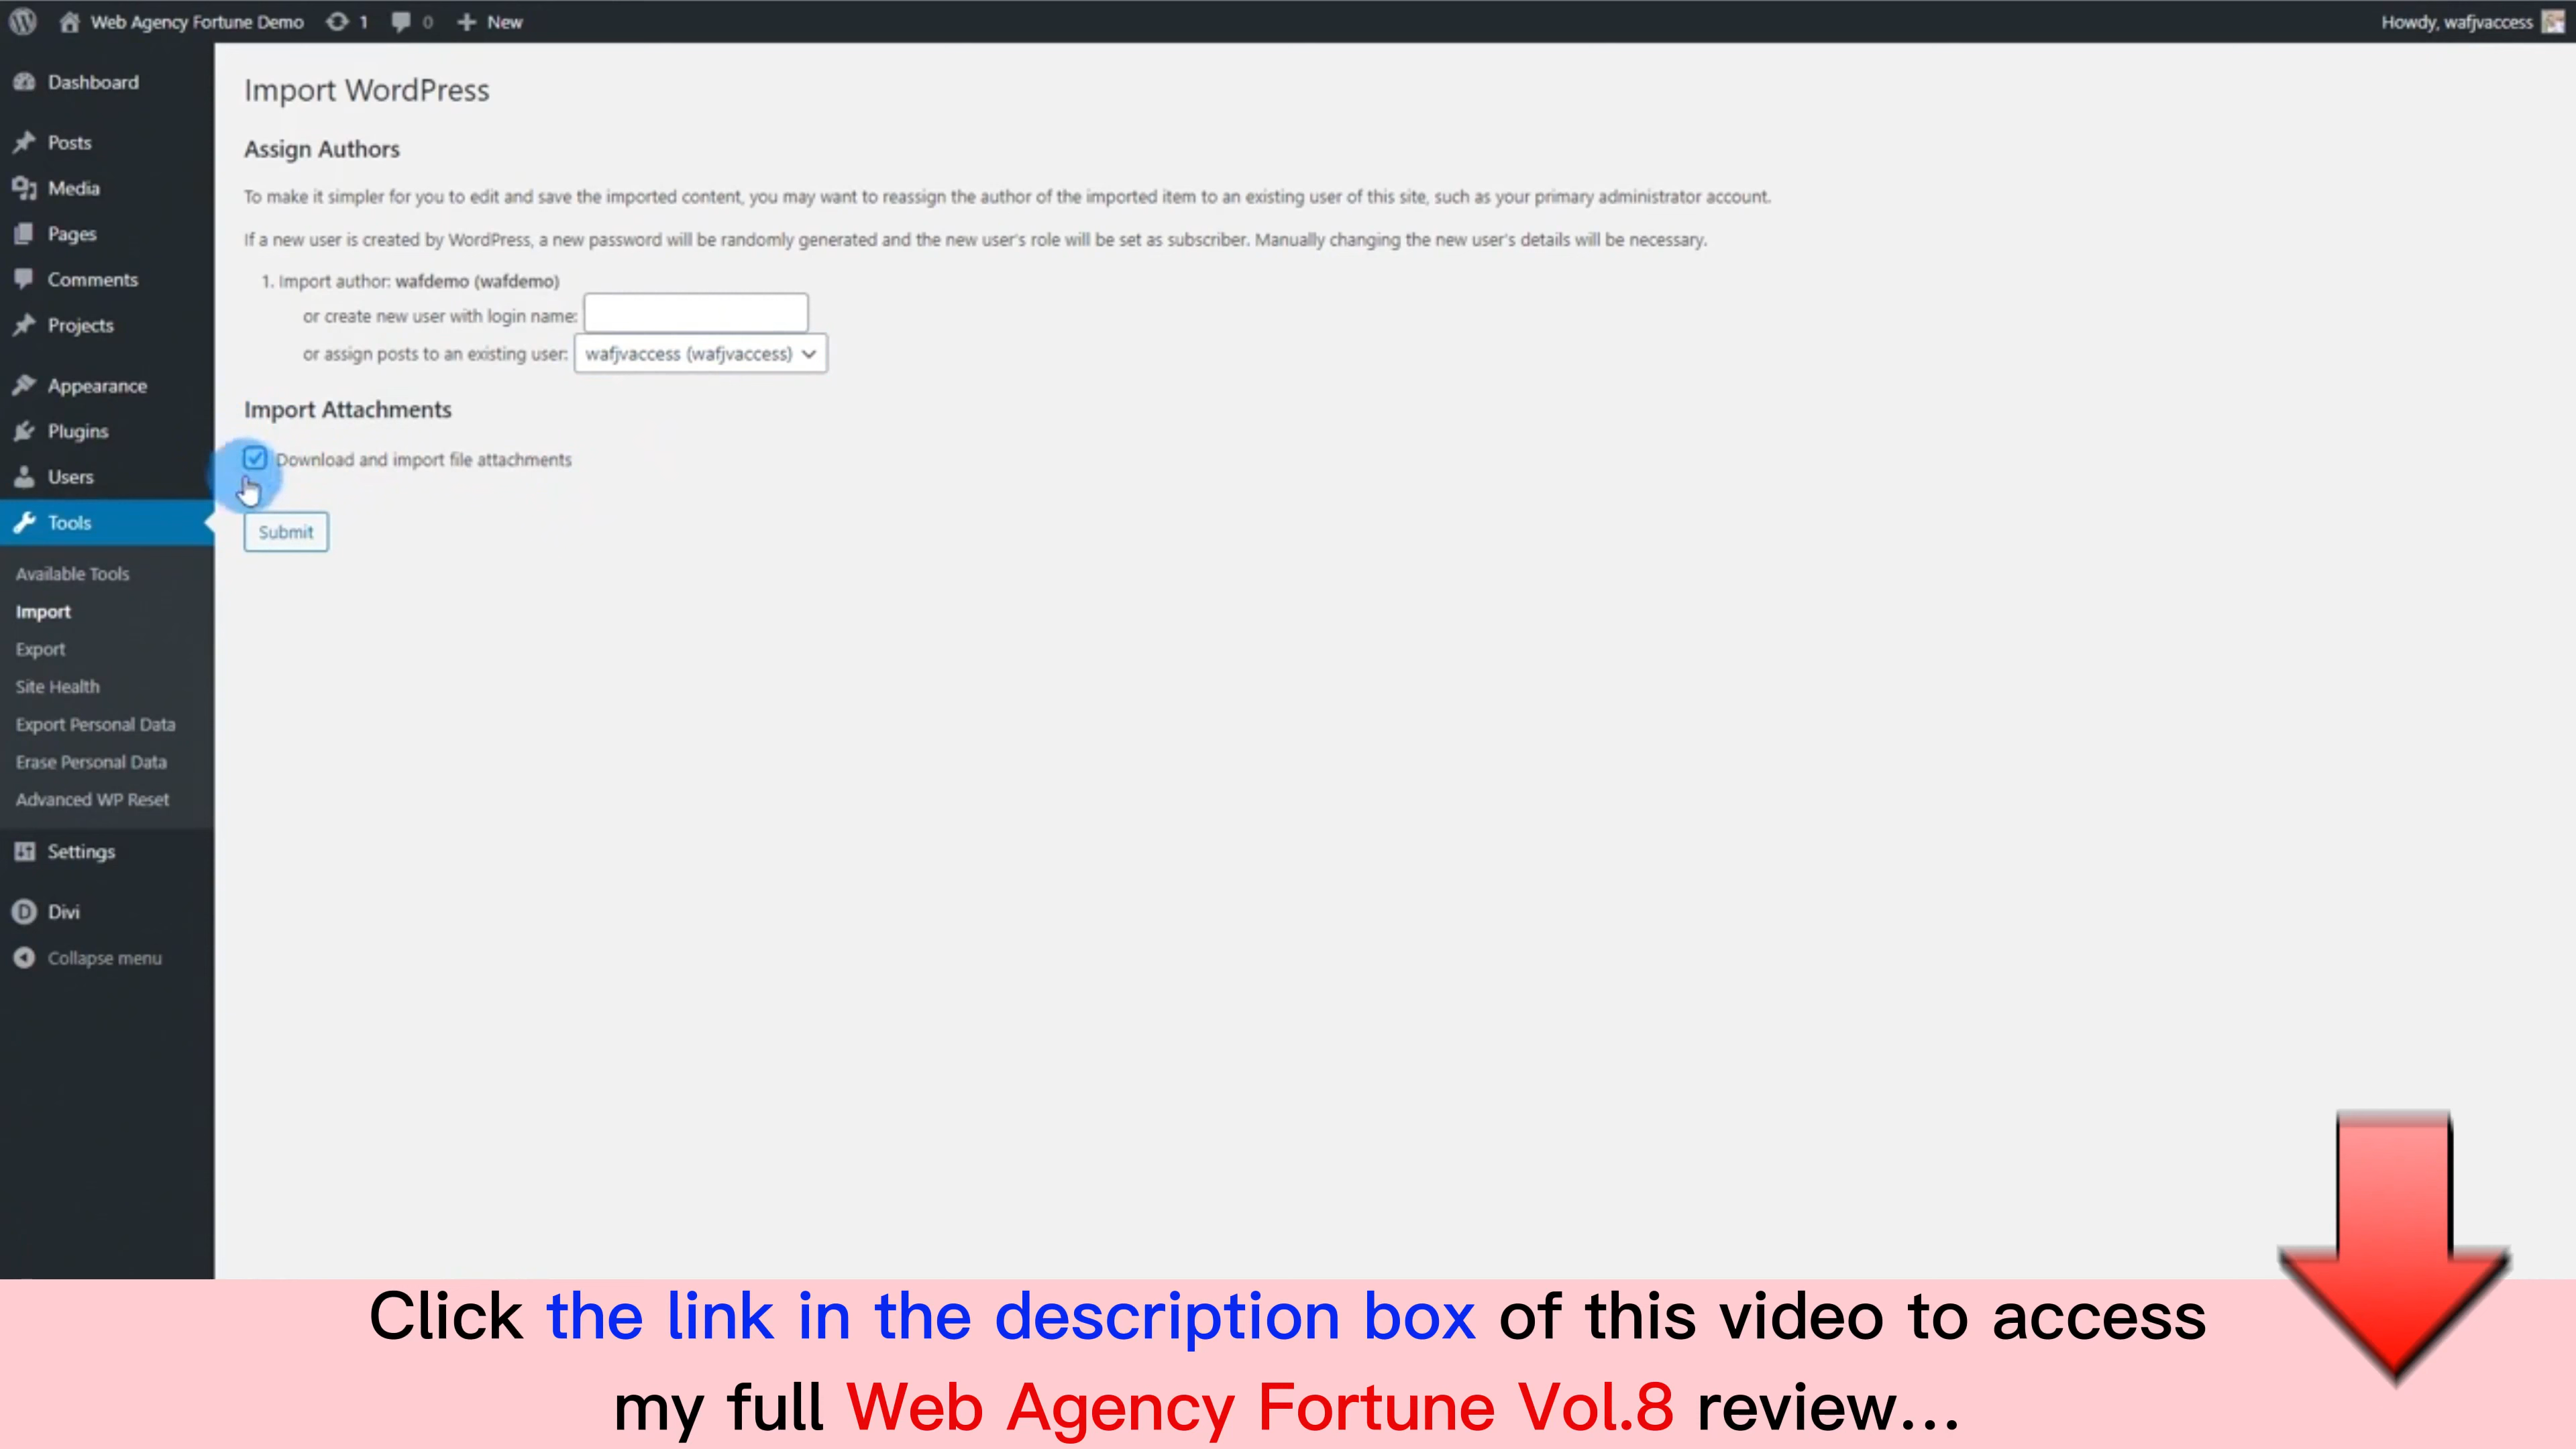 Web Agency Fortune Demo 1 0 New Howdy, wafjvaccess
Dashboard
Posts
Media
Pages
Comments
Projects
Appearance
Plugins
Users
Tools
Available Tools
Import
Export
Site Health
Export Personal Data
Erase Personal Data
Advanced WP Reset
Settings
Divi
Collapse menu
Import WordPress
Assign Authors
To make it simpler for you to edit and save the imported content, you may want to reassign the author of the imported item to an existing user of this site, such as your primary administrator account.
If a new user is created by WordPress, a new password will be randomly generated and the new user's role will be set as subscriber. Manually changing the new user's details will be necessary.
1. Import author: wafdemo (wafdemo)
or create new user with login name:
or assign posts to an existing user: wafjvaccess (wafjvaccess)
Import Attachments
Download and import file attachments
Submit
Click the link in the description box of this video to access
my full Web Agency Fortune Vol.8 review...